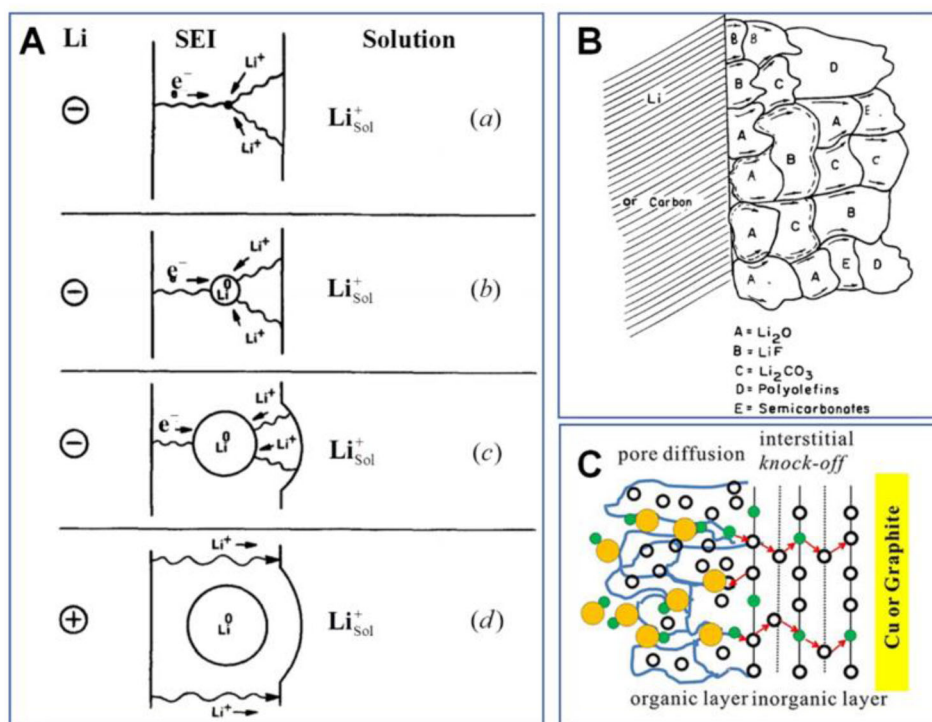 A
Li SEI Solution
Li+
e−
Li+
Li+Sol
(a)
−
Li+
e−
Li0
Li+
Li+Sol
(b)
−
Li+
e−
Li0
Li+
Li+Sol
(c)
−
Li+
Li0
Li+Sol
(d)
+
Li+
B
B B
D
Li
B C
A A E
B
or Carbon
A C C
A C B
A A E D
A = Li2O
B = LiF
C = Li2CO3
D = Polyolefins
E = Semicarbonates
C
interstitial
pore diffusion knock-off
Cu or Graphite
organic layer inorganic layer